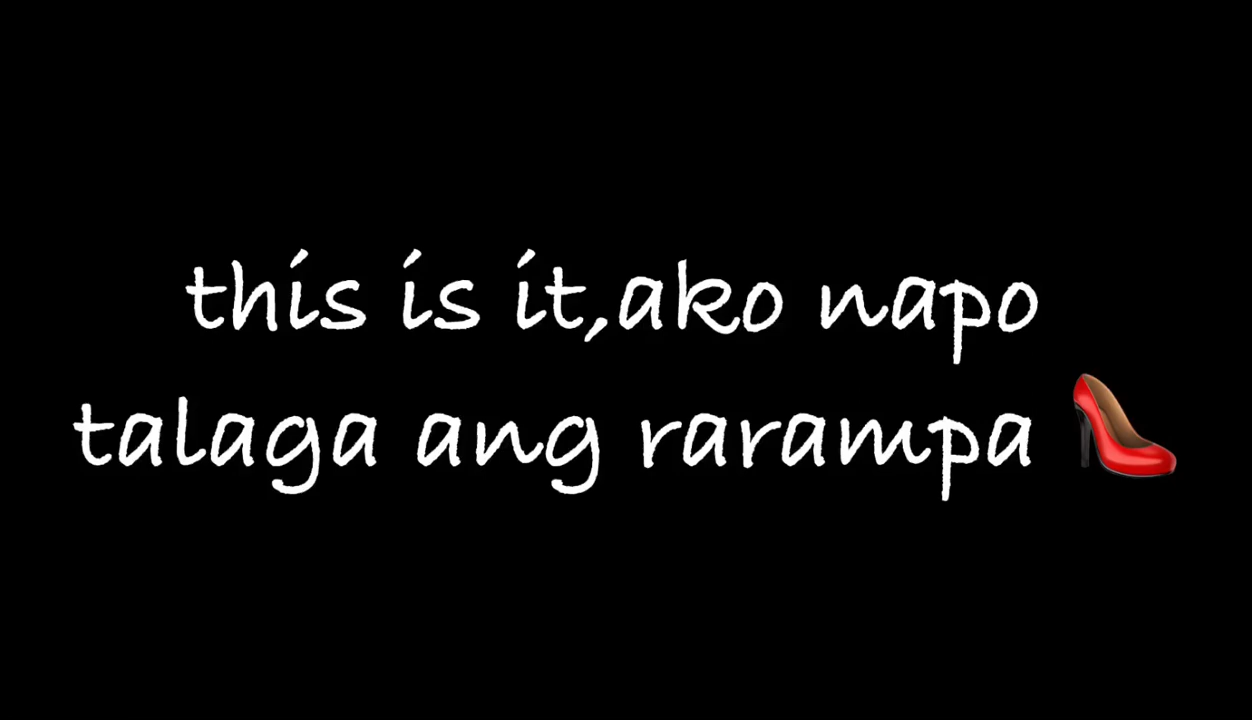 this is it,ako napo
talaga ang rarampa 👠